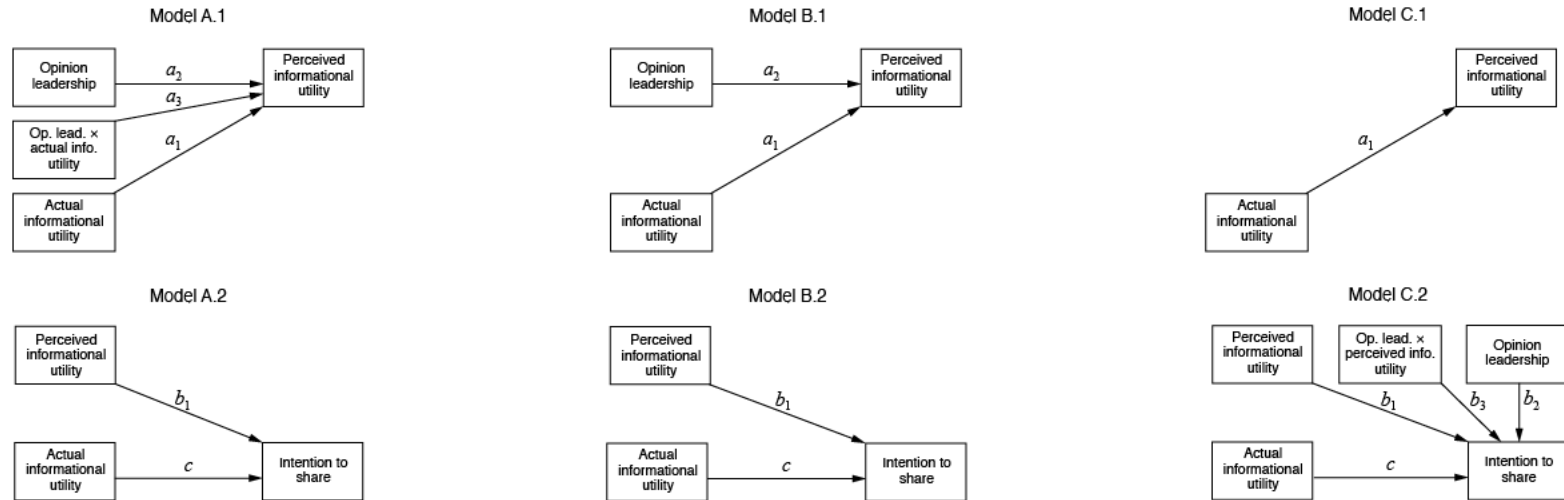 Model A.1
Opinion
leadership
Op. lead. ×
actual info.
utility
Actual
informational
utility
a2
a3
a1
Perceived
informational
utility
Model B.1
Opinion
leadership
Actual
informational
utility
a2
a1
Perceived
informational
utility
Model C.1
Actual
informational
utility
a1
Perceived
informational
utility
Model A.2
Perceived
informational
utility
Actual
informational
utility
b1
c
Intention to
share
Model B.2
Perceived
informational
utility
Actual
informational
utility
b1
c
Intention to
share
Model C.2
Perceived
informational
utility
Op. lead. ×
perceived info.
utility
Opinion
leadership
b1
b3
b2
Actual
informational
utility
c
Intention to
share